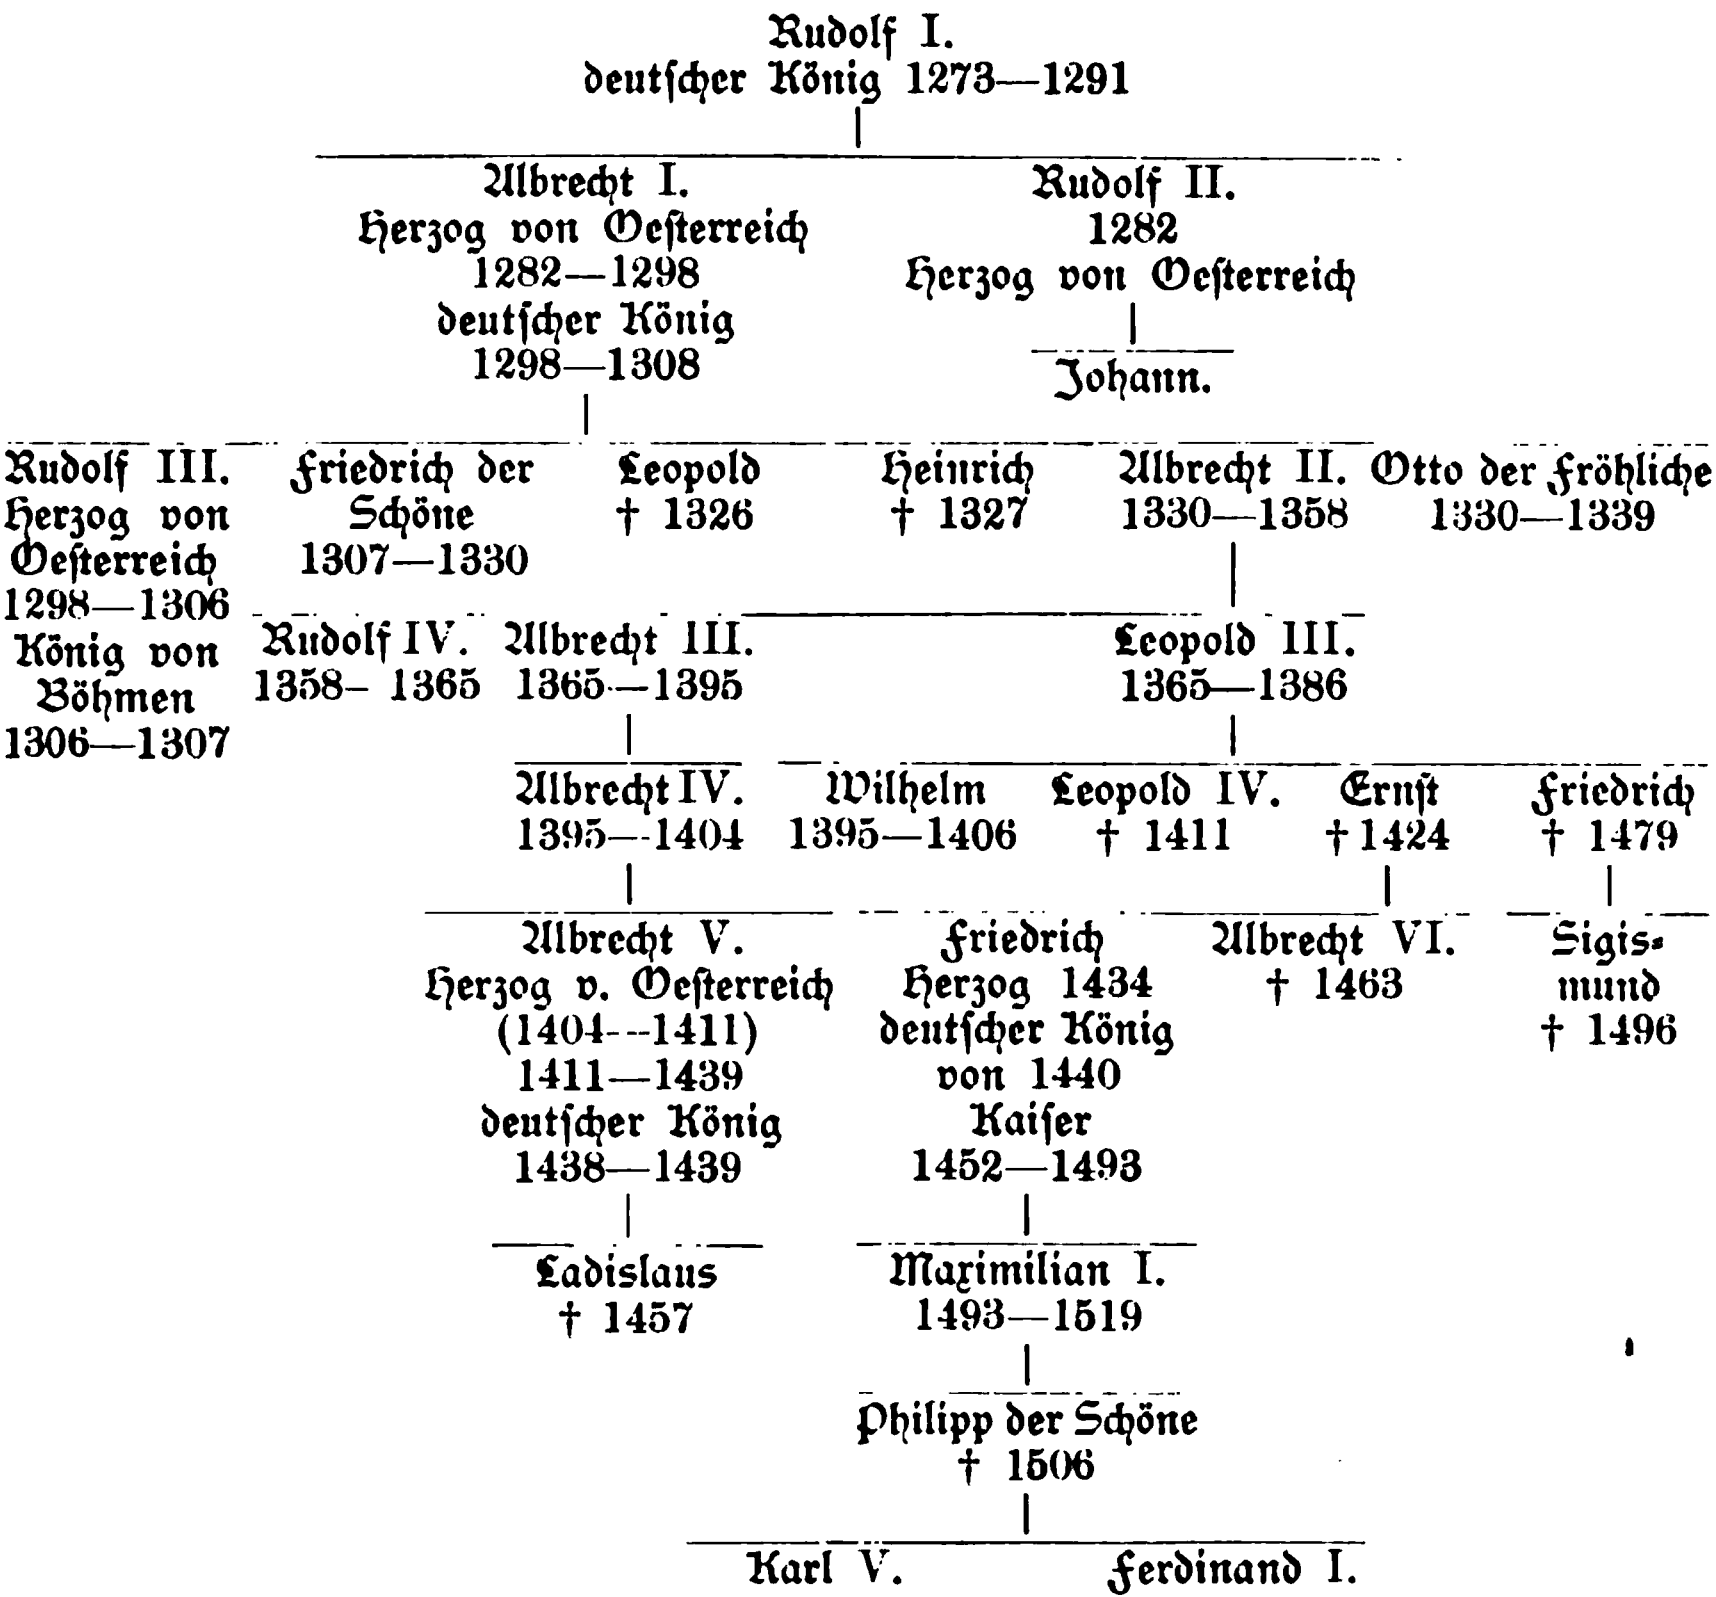 Rudolf I.
deutscher König 1273—1291
Albrecht I.
Herzog von Oesterreich
1282—1298
deutscher König
1298—1308
Rudolf II.
1282
Herzog von Oesterreich
Johann.
Rudolf III.
Herzog von
Oesterreich
1298—1306
König von
Böhmen
1306—1307
Friedrich der
Schöne
1307—1330
Leopold
† 1326
Heinrich
† 1327
Albrecht II.
1330—1358
Otto der Fröhliche
1330—1339
Rudolf IV.
1358–1365
Albrecht III.
1365—1395
Leopold III.
1365—1386
Albrecht IV.
1395—1404
Wilhelm
1395—1406
Leopold IV.
† 1411
Ernst
† 1424
Friedrich
† 1479
Albrecht V.
Herzog v. Oesterreich
(1404—1411)
1411—1439
deutscher König
1438—1439
Friedrich
Herzog 1434
deutscher König
von 1440
Kaiser
1452—1493
Albrecht VI.
† 1463
Sigis-
mund
† 1496
Ladislaus
† 1457
Maximilian I.
1493—1519
Philipp der Schöne
† 1506
Karl V.
Ferdinand I.